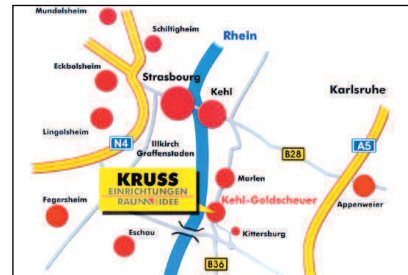 Mundolsheim
Schiltigheim
Rhein
Eckbolsheim
Strasbourg
Kehl
Karlsruhe
Lingolsheim
N4
Illkirch
Graffenstaden
B28
A5
KRUSS
EINRICHTUNGEN
RAUM IDEE
Marlen
Kehl-Goldscheuer
Appenweier
Fegersheim
Eschau
Kittersburg
B36